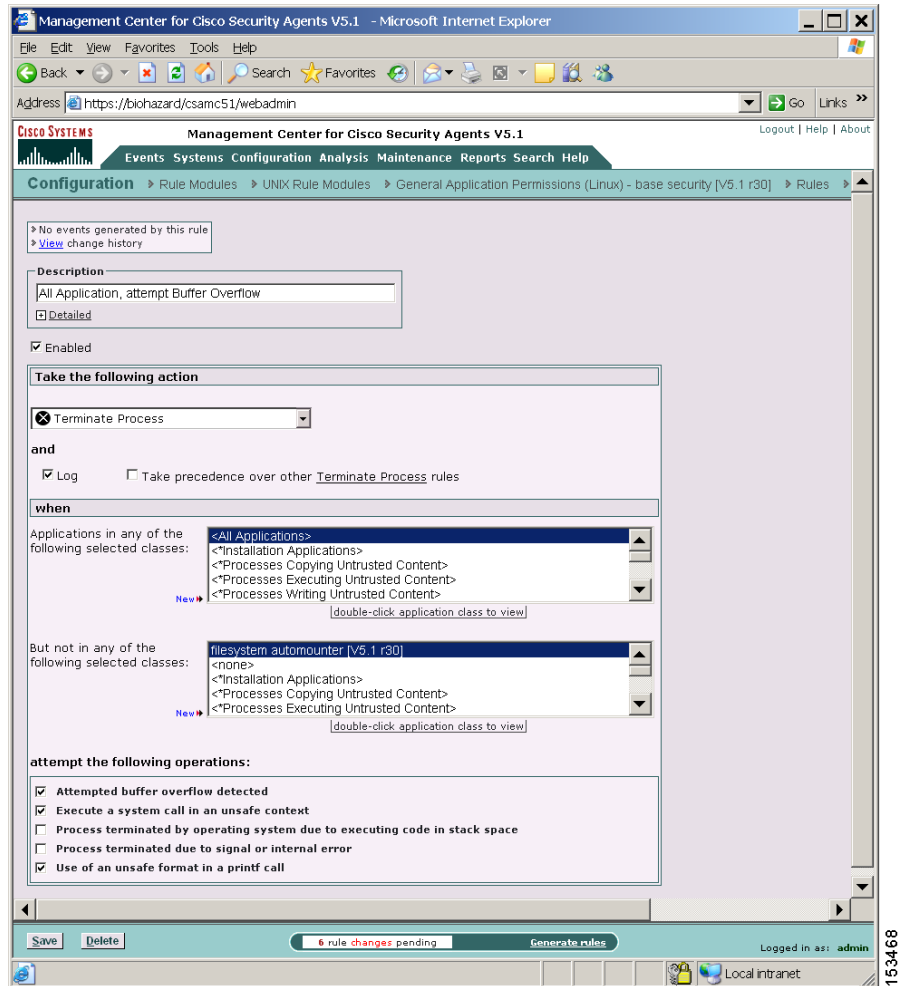 Management Center for Cisco Security Agents V5.1 - Microsoft Internet Explorer
File Edit View Favorites Tools Help
Back Search Favorites
Address https://biohazard/csamc51/webadmin Go Links »
CISCO SYSTEMS
Management Center for Cisco Security Agents V5.1
Logout | Help | About
Events Systems Configuration Analysis Maintenance Reports Search Help
Configuration Rule Modules UNIX Rule Modules General Application Permissions (Linux) - base security [V5.1 r30] Rules
No events generated by this rule
View change history
Description
All Application, attempt Buffer Overflow
Detailed
Enabled
Take the following action
Terminate Process
and
Log Take precedence over other Terminate Process rules
when
Applications in any of the following selected classes:
<All Applications>
<*Installation Applications>
<*Processes Copying Untrusted Content>
<*Processes Executing Untrusted Content>
<*Processes Writing Untrusted Content>
New
double-click application class to view
But not in any of the following selected classes:
filesystem automounter [V5.1 r30]
<none>
<*Installation Applications>
<*Processes Copying Untrusted Content>
<*Processes Executing Untrusted Content>
New
double-click application class to view
attempt the following operations:
Attempted buffer overflow detected
Execute a system call in an unsafe context
Process terminated by operating system due to executing code in stack space
Process terminated due to signal or internal error
Use of an unsafe format in a printf call
Save Delete 6 rule changes pending Generate rules Logged in as: admin
Local intranet
153468